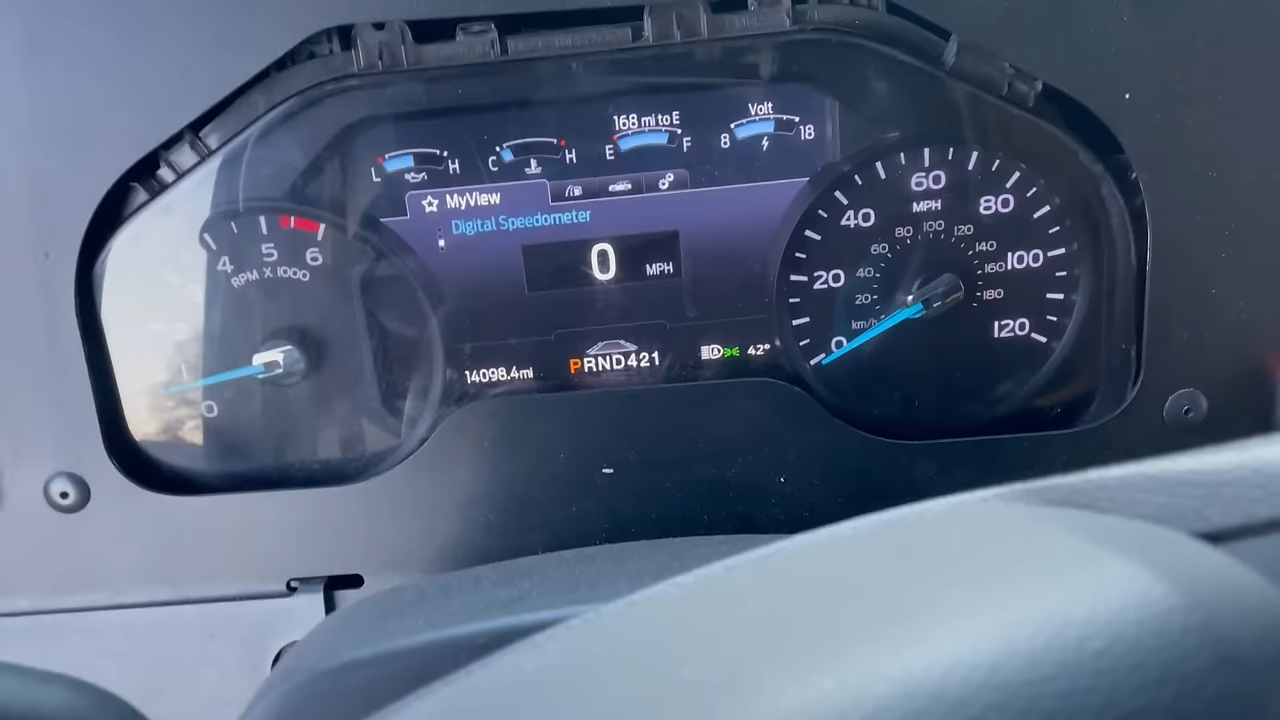 168 mi to E
Volt
L H
C H
E F
8 18
MyView
Digital Speedometer
0 MPH
14098.4mi
PRND421
42°
0
4
5
6
RPM X 1000
0
20
40
60
80
100
120
MPH
km/h
20
40
60
80
100
120
140
160
180